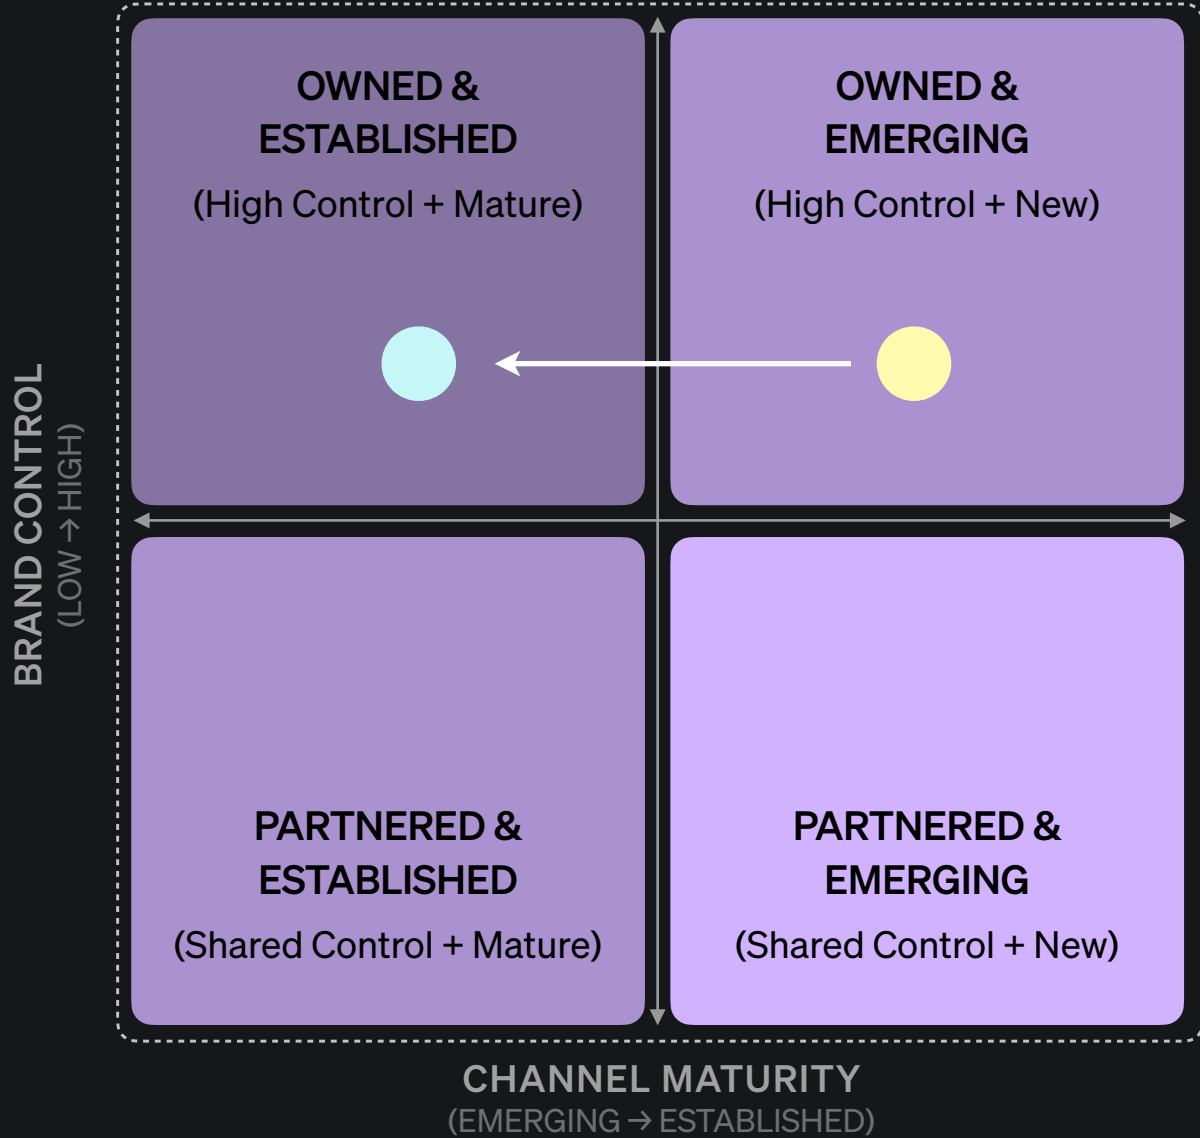 OWNED &
ESTABLISHED
(High Control + Mature)
OWNED &
EMERGING
(High Control + New)
BRAND CONTROL
(LOW → HIGH)
PARTNERED &
ESTABLISHED
(Shared Control + Mature)
PARTNERED &
EMERGING
(Shared Control + New)
CHANNEL MATURITY
(EMERGING → ESTABLISHED)